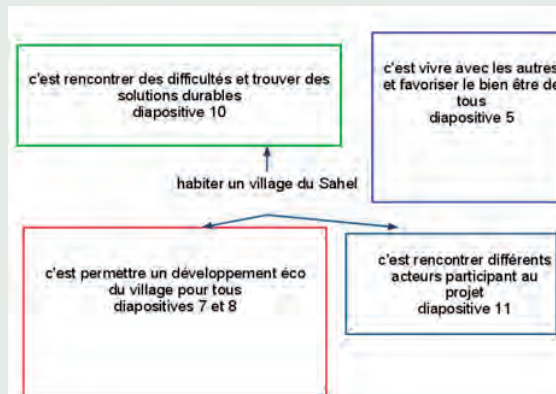 c'est rencontrer des difficultés et trouver des
solutions durables
diapositive 10
c'est vivre avec les autres
et favoriser le bien être de
tous
diapositive 5
habiter un village du Sahel
c'est permettre un développement éco
du village pour tous
diapositives 7 et 8
c'est rencontrer différents
acteurs participant au
projet
diapositive 11